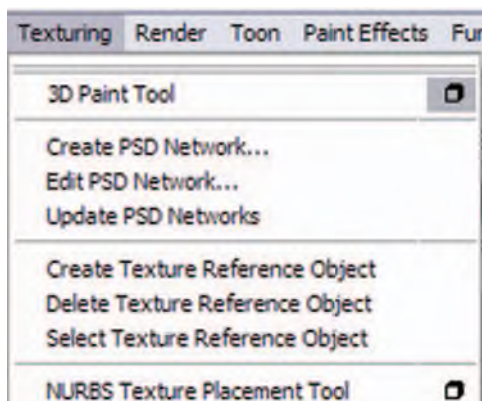 Texturing Render Toon Paint Effects Fur
3D Paint Tool
Create PSD Network...
Edit PSD Network...
Update PSD Networks
Create Texture Reference Object
Delete Texture Reference Object
Select Texture Reference Object
NURBS Texture Placement Tool